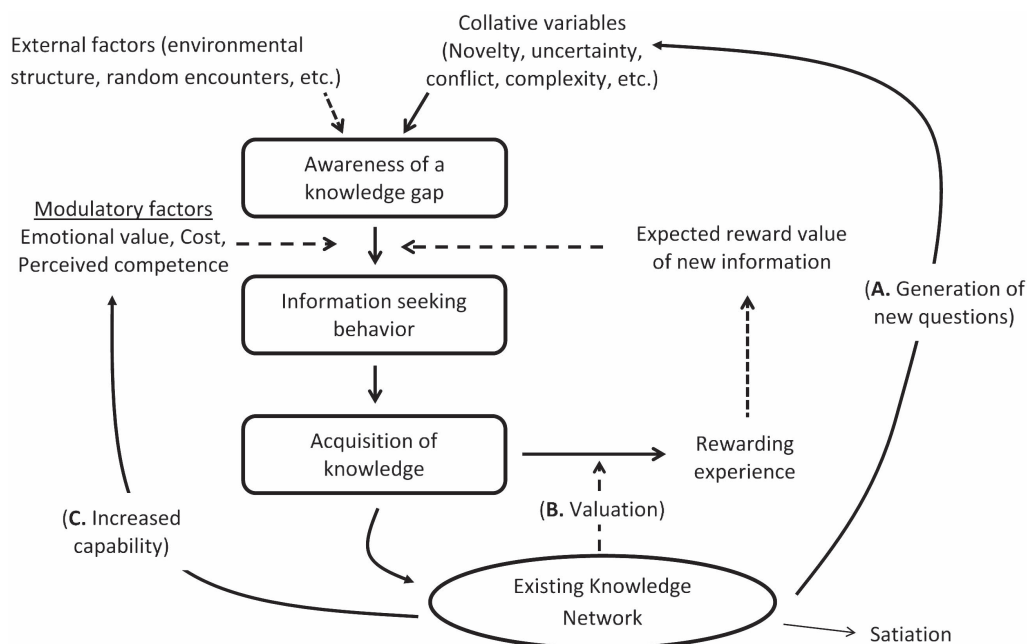 External factors (environmental
structure, random encounters, etc.)
Collative variables
(Novelty, uncertainty,
conflict, complexity, etc.)
Awareness of a
knowledge gap
Modulatory factors
Emotional value, Cost,
Perceived competence
Expected reward value
of new information
(A. Generation of
new questions)
Information seeking
behavior
Acquisition of
knowledge
Rewarding
experience
(B. Valuation)
(C. Increased
capability)
Existing Knowledge
Network
Satiation